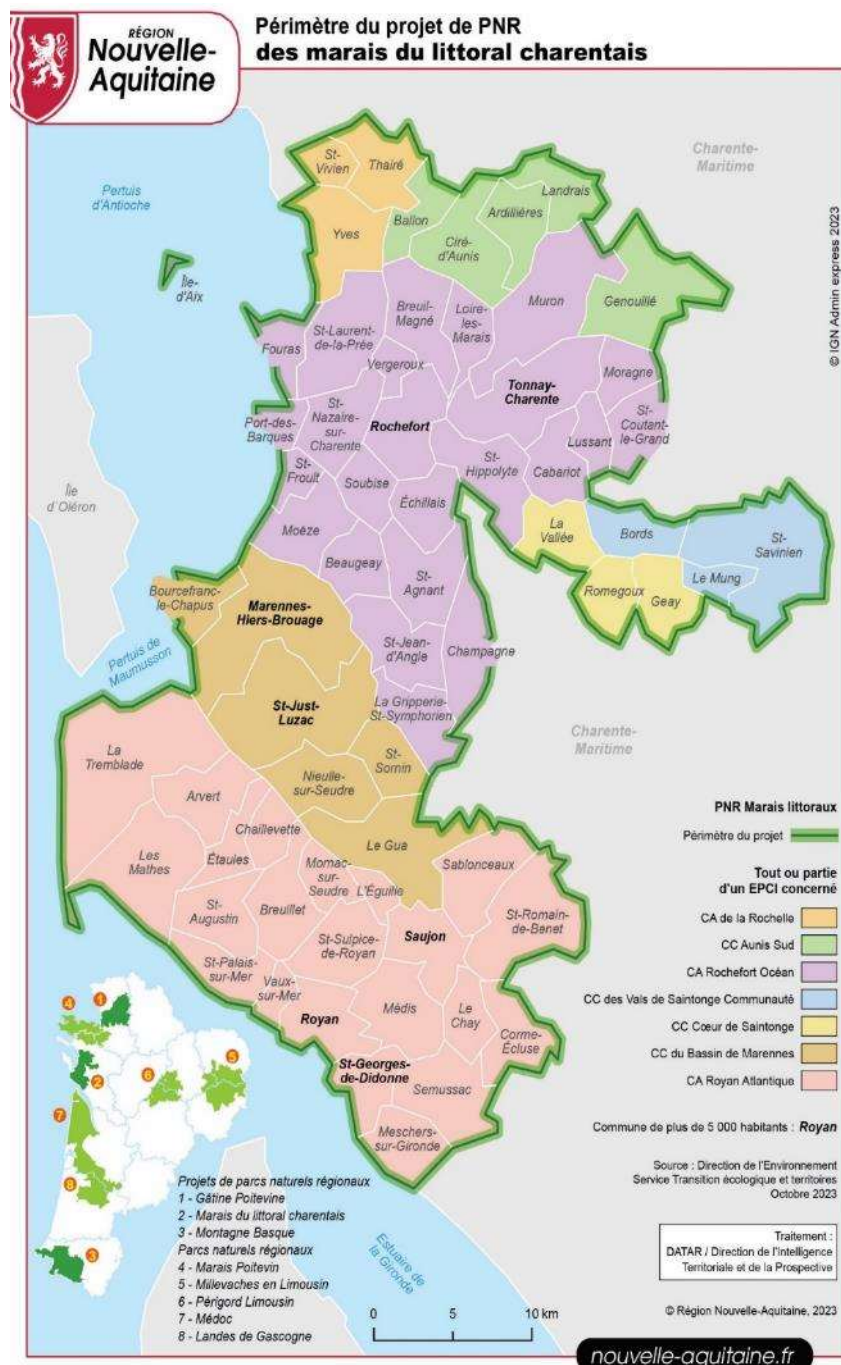 RÉGION
Nouvelle-
Aquitaine
Périmètre du projet de PNR
des marais du littoral charentais
Charente-
Maritime
© IGN Admin express 2023
Pertuis
d'Antioche
Île-
d'Aix
Île
d'Oléron
Pertuis de
Maumusson
St-
Vivien
Thairé
Yves
Ballon
Ciré-
d'Aunis
Ardillières
Landrais
Genouillé
Muron
Breuil-
Magné
Loire-
les-
Marais
St-Laurent-
de-la-Prée
Fouras
Vergeroux
Tonnay-
Charente
Moragne
St-
Coutant-
le-Grand
Port-des-
Barques
St-
Nazaire-
sur-
Charente
Rochefort
Lussant
St-
Hippolyte
Cabariot
St-
Froult
Soubise
Échillais
Moëze
Beaugeay
La
Vallée
Bords
St-
Savinien
Le Mung
Romegoux
Geay
St-
Agnant
Bourcefranc-
le-Chapus
Marennes-
Hiers-Brouage
St-Jean-
d'Angle
Champagne
St-Just-
Luzac
La Gripperie-
St-Symphorien
Charente-
Maritime
St-
Sornin
Nieulle-
sur-Seudre
La
Tremblade
Arvert
Chaillevette
Le Gua
Les
Mathes
Étaules
Mornac-
sur-
Seudre
L'Éguille
Sablonceaux
St-
Augustin
Breuillet
St-Sulpice-
de-Royan
Saujon
St-Romain-
de-Benet
St-Palais-
sur-Mer
Vaux-
sur-Mer
Royan
Médis
Le
Chay
Corme-
Écluse
St-Georges-
de-Didonne
Semussac
Meschers-
sur-Gironde
Estuaire de
la Gironde
PNR Marais littoraux
Périmètre du projet
Tout ou partie
d'un EPCI concerné
CA de la Rochelle
CC Aunis Sud
CA Rochefort Océan
CC des Vals de Saintonge Communauté
CC Cœur de Saintonge
CC du Bassin de Marennes
CA Royan Atlantique
Commune de plus de 5 000 habitants : Royan
Source : Direction de l'Environnement
Service Transition écologique et territoires
Octobre 2023
Traitement :
DATAR / Direction de l'Intelligence
Territoriale et de la Prospective
© Région Nouvelle-Aquitaine, 2023
4
1
5
6
2
7
8
3
Projets de parcs naturels régionaux
1 - Gâtine Poitevine
2 - Marais du littoral charentais
3 - Montagne Basque
Parcs naturels régionaux
4 - Marais Poitevin
5 - Millevaches en Limousin
6 - Périgord Limousin
7 - Médoc
8 - Landes de Gascogne
0 5 10 km
nouvelle-aquitaine.fr